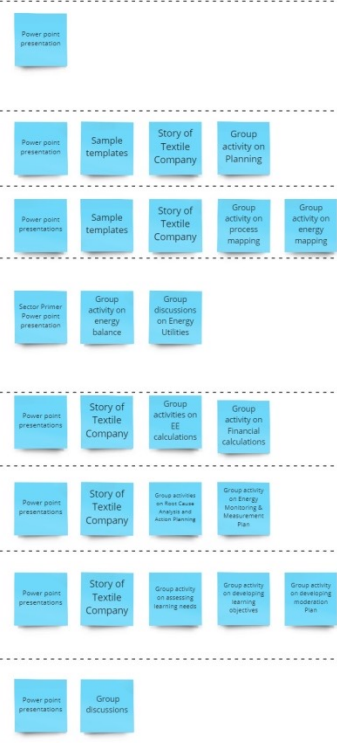 Power point
presentation
Power point
presentation
Sample
templates
Story of
Textile
Company
Group
activity on
Planning
Power point
presentations
Sample
templates
Story of
Textile
Company
Group
activity on
process
mapping
Group
activity on
energy
mapping
Sector Primer
Power point
presentation
Group
activity on
energy
balance
Group
discussions
on Energy
Utilities
Power point
presentations
Story of
Textile
Company
Group
activities on
EE
calculations
Group
activity on
Financial
calculations
Power point
presentations
Story of
Textile
Company
Group activities
on Root Cause
Analysis and
Action Planning
Group activity
on Energy
Monitoring &
Measurement
Plan
Power point
presentations
Story of
Textile
Company
Group activity
on assessing
learning needs
Group activity
on developing
learning
objectives
Group activity
on developing
moderation
Plan
Power point
presentations
Group
discussions